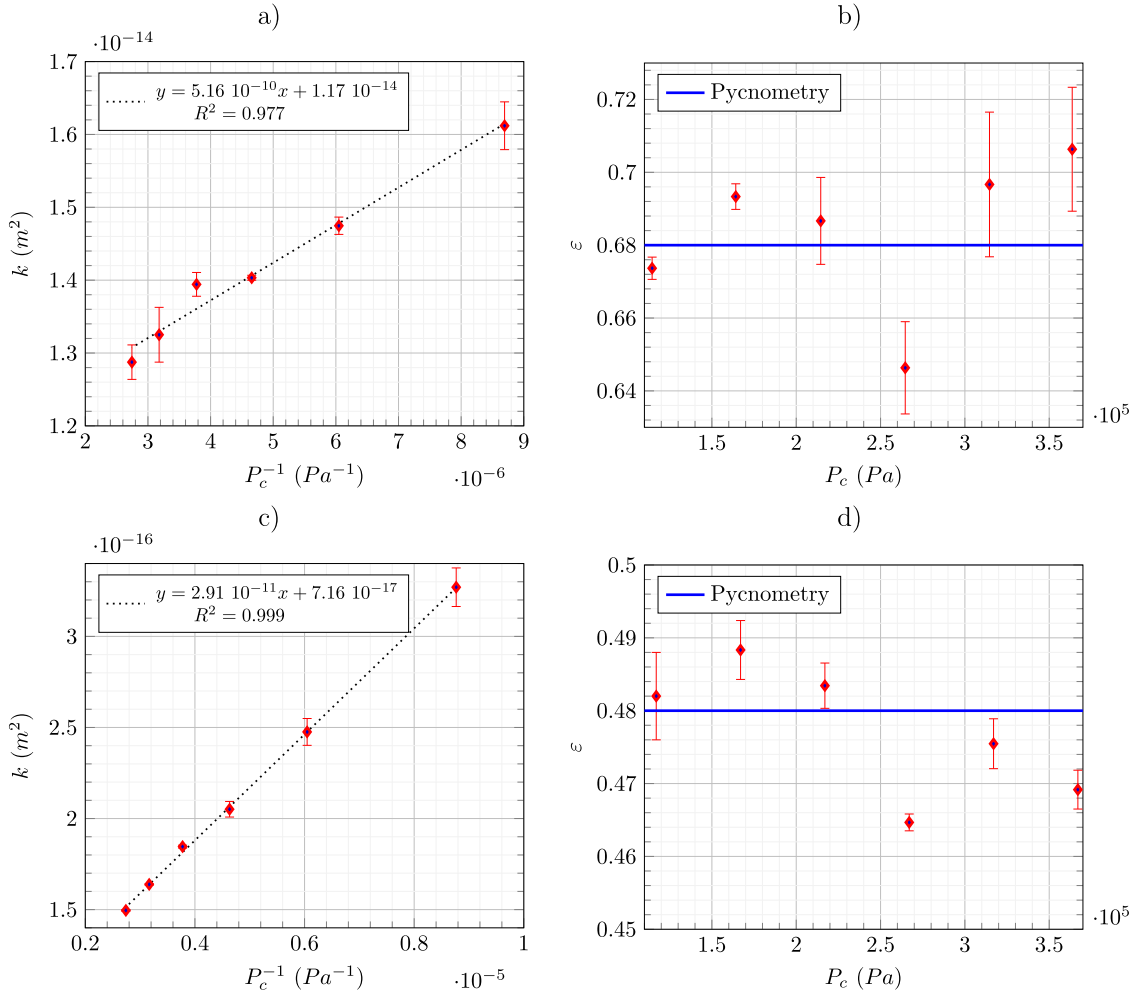 a)
·10^−14
1.7
1.6
1.5
1.4
1.3
1.2
y = 5.16 10^−10x + 1.17 10^−14
R^2 = 0.977
k (m^2)
2 3 4 5 6 7 8 9
P_c^−1 (Pa^−1)
·10^−6
b)
Pycnometry
0.72
0.7
0.68
0.66
0.64
ε
1.5 2 2.5 3 3.5
·10^5
P_c (Pa)
c)
·10^−16
3
2.5
2
1.5
y = 2.91 10^−11x + 7.16 10^−17
R^2 = 0.999
k (m^2)
0.2 0.4 0.6 0.8 1
P_c^−1 (Pa^−1)
·10^−5
d)
Pycnometry
0.5
0.49
0.48
0.47
0.46
0.45
ε
1.5 2 2.5 3 3.5
·10^5
P_c (Pa)